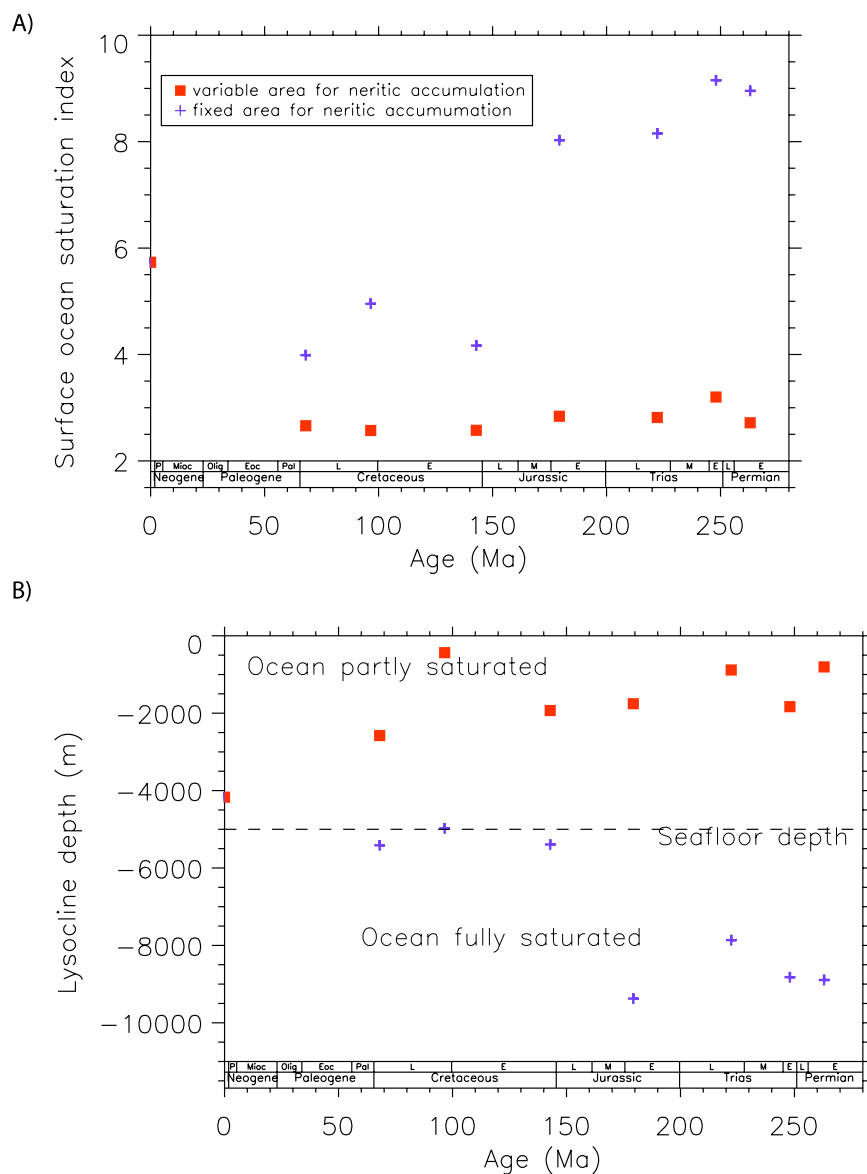 A)
Surface ocean saturation index
10
8
6
4
2
variable area for neritic accumulation
fixed area for neritic accumumation
P Mioc Olig Eoc Pal L E L M E L M E L E
Neogene Paleogene Cretaceous Jurassic Trias Permian
0 50 100 150 200 250
Age (Ma)
B)
Lysocline depth (m)
0
−2000
−4000
−6000
−8000
−10000
Ocean partly saturated
Seafloor depth
Ocean fully saturated
P Mioc Olig Eoc Pal L E L M E L M E L E
Neogene Paleogene Cretaceous Jurassic Trias Permian
0 50 100 150 200 250
Age (Ma)